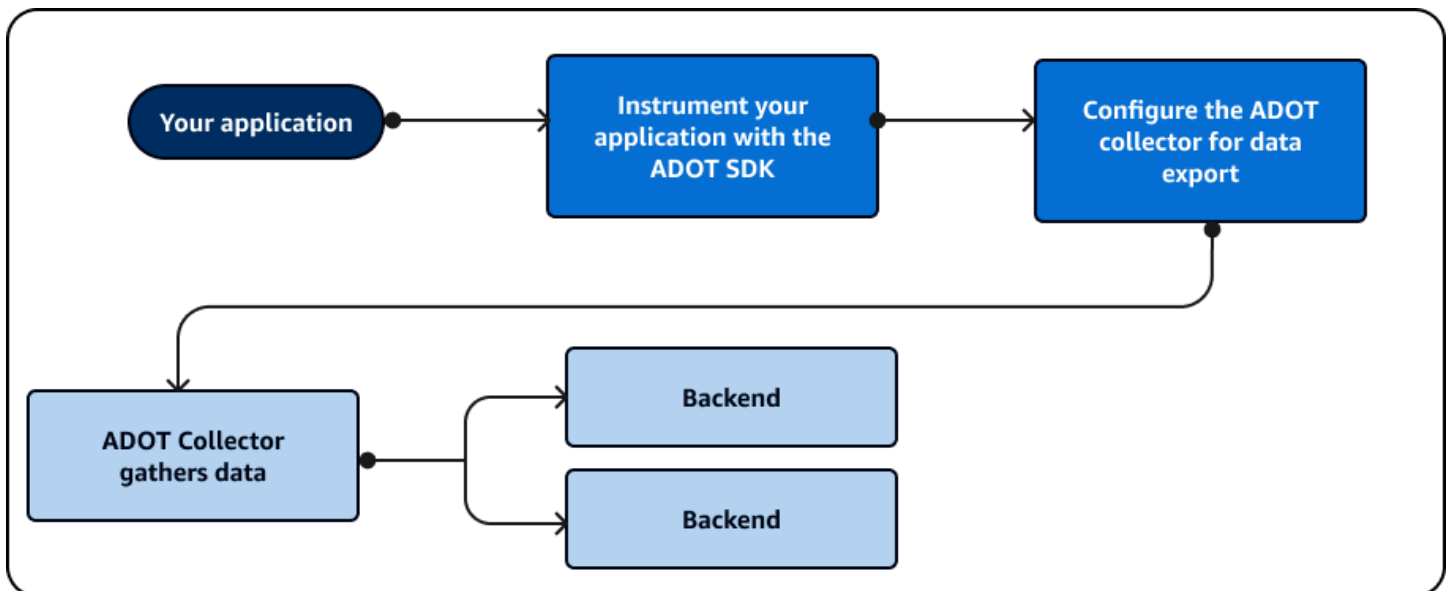 Your application
Instrument your
application with the
ADOT SDK
Configure the ADOT
collector for data
export
ADOT Collector
gathers data
Backend
Backend